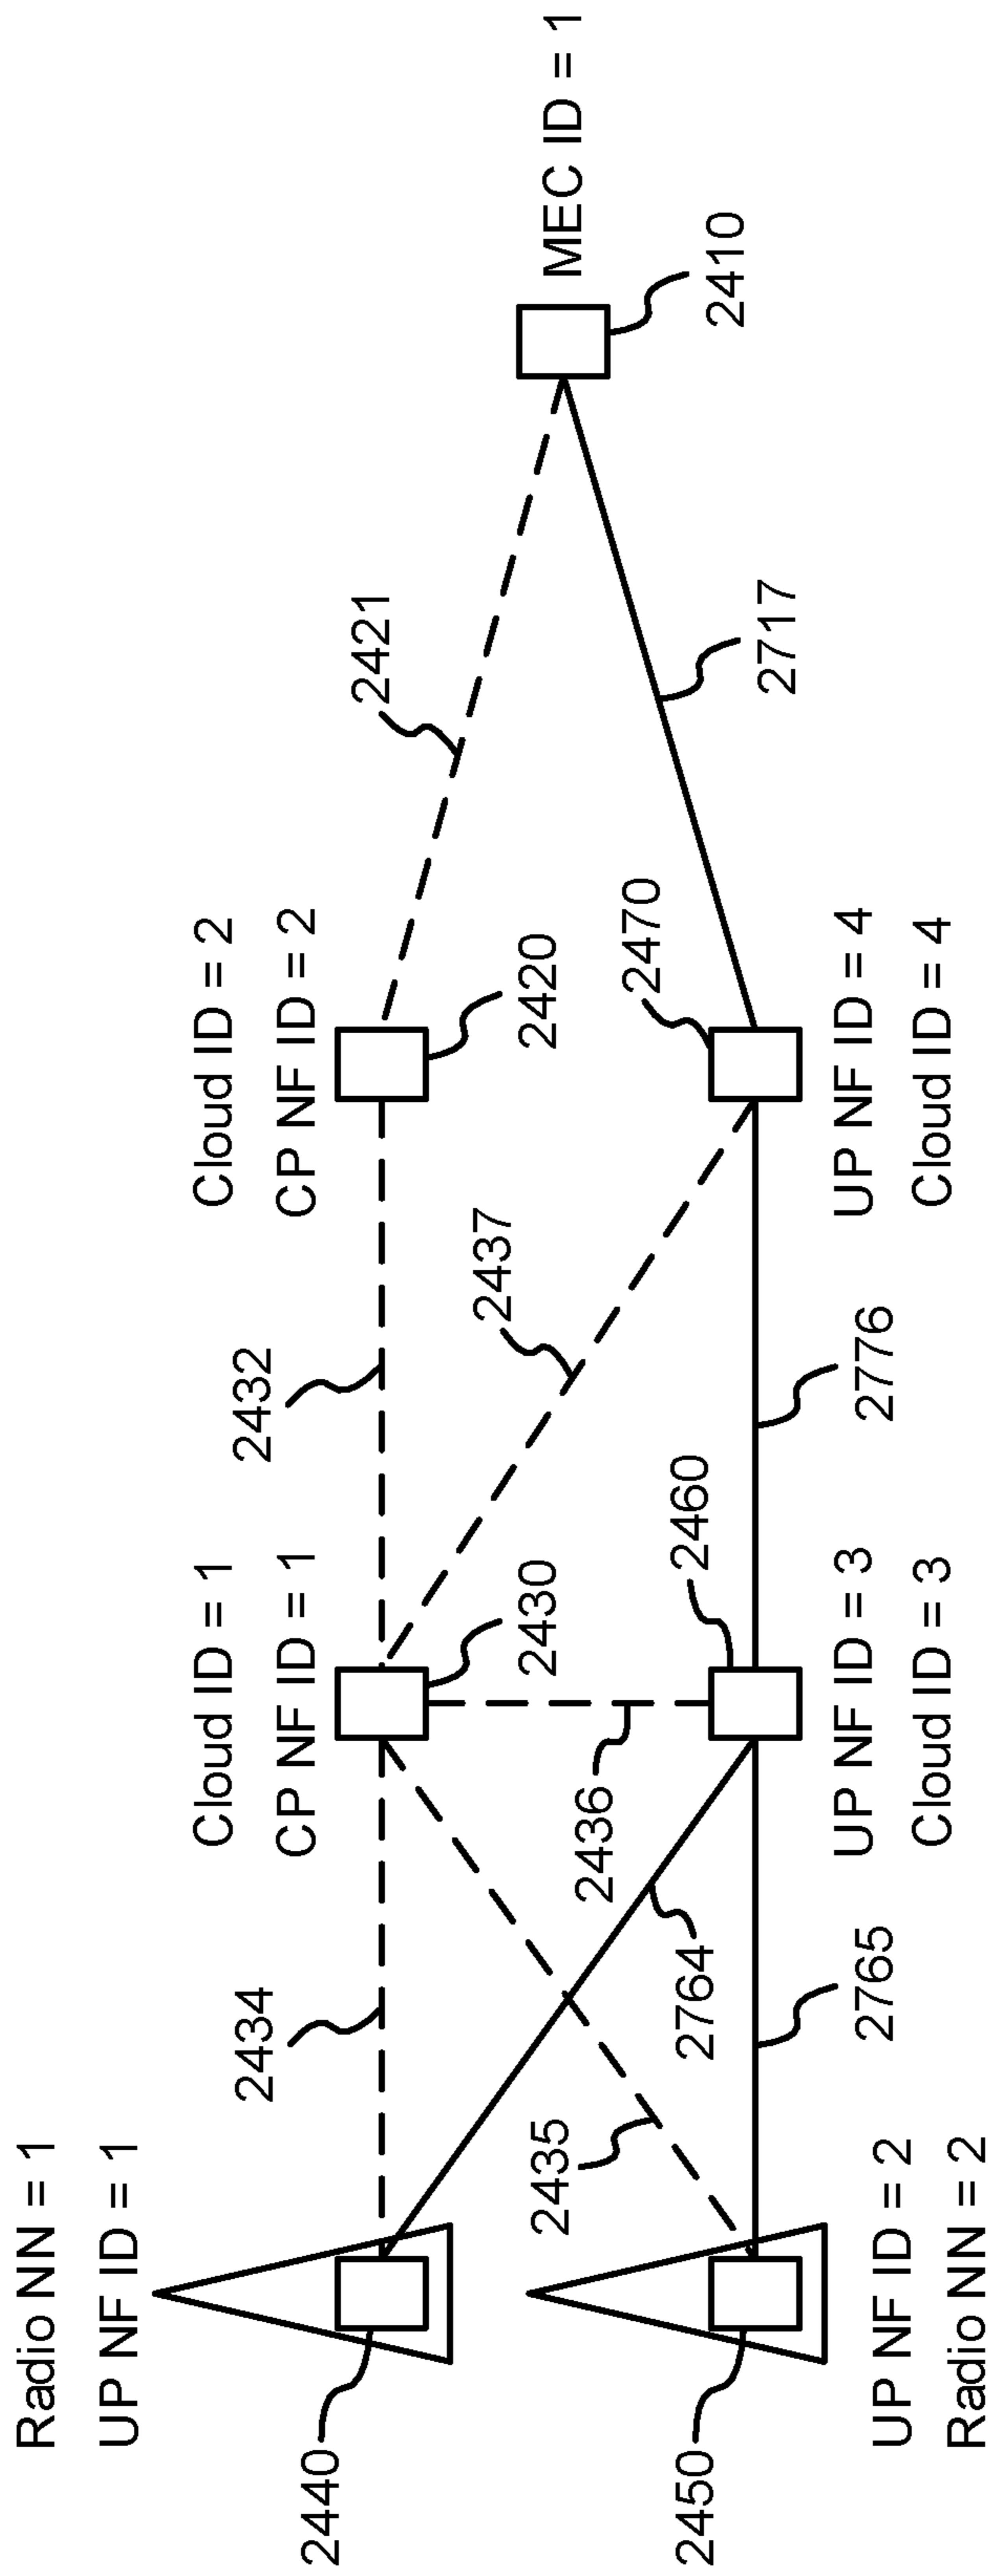 Radio NN = 1
UP NF ID = 1
2440
2434
Cloud ID = 1
CP NF ID = 1
2430
2432
Cloud ID = 2
CP NF ID = 2
2420
2421
MEC ID = 1
2410
2435
2764
2436
2460
2437
2470
2717
2450
2765
2776
UP NF ID = 2
Radio NN = 2
UP NF ID = 3
Cloud ID = 3
UP NF ID = 4
Cloud ID = 4